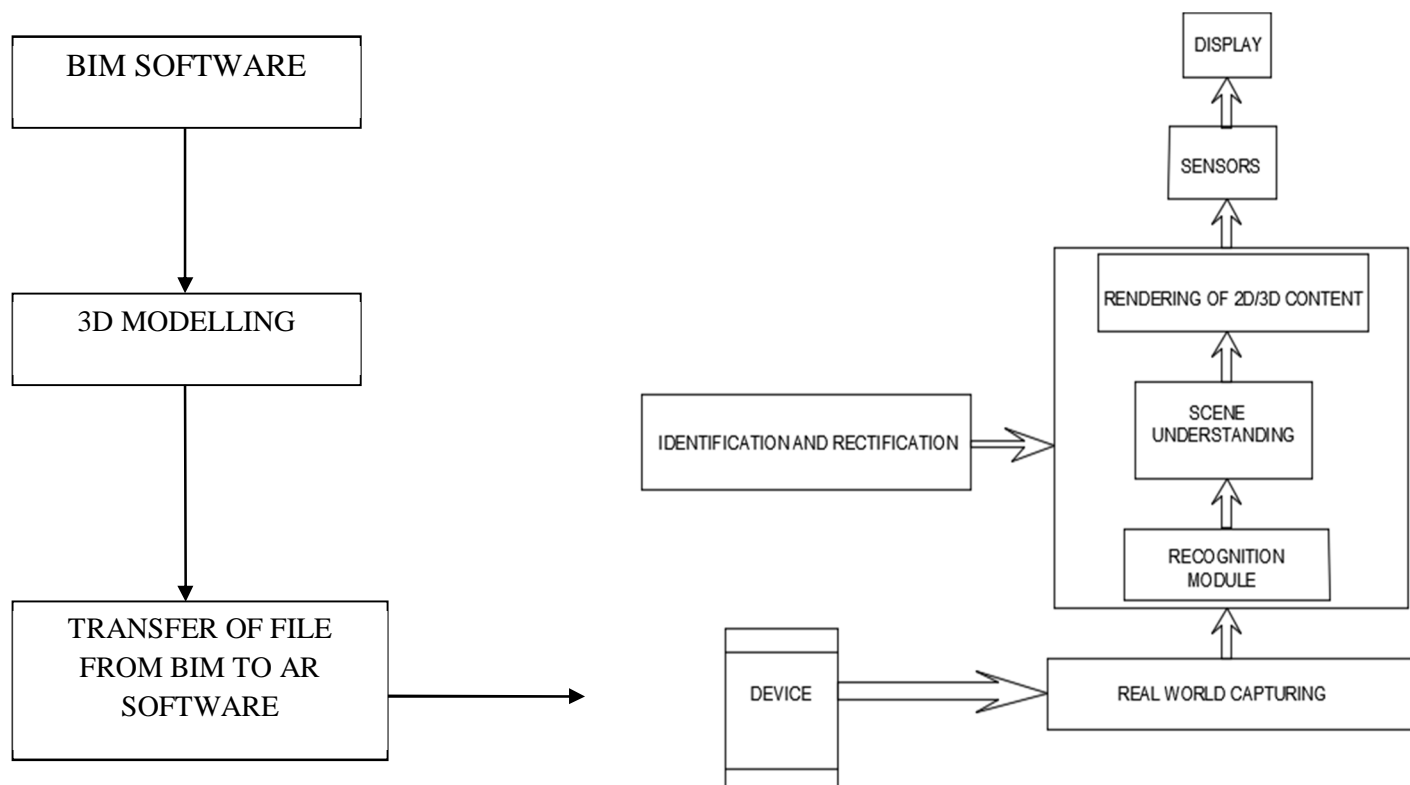 BIM SOFTWARE
3D MODELLING
TRANSFER OF FILE
FROM BIM TO AR
SOFTWARE
DISPLAY
SENSORS
RENDERING OF 2D/3D CONTENT
SCENE
UNDERSTANDING
IDENTIFICATION AND RECTIFICATION
RECOGNITION
MODULE
DEVICE
REAL WORLD CAPTURING